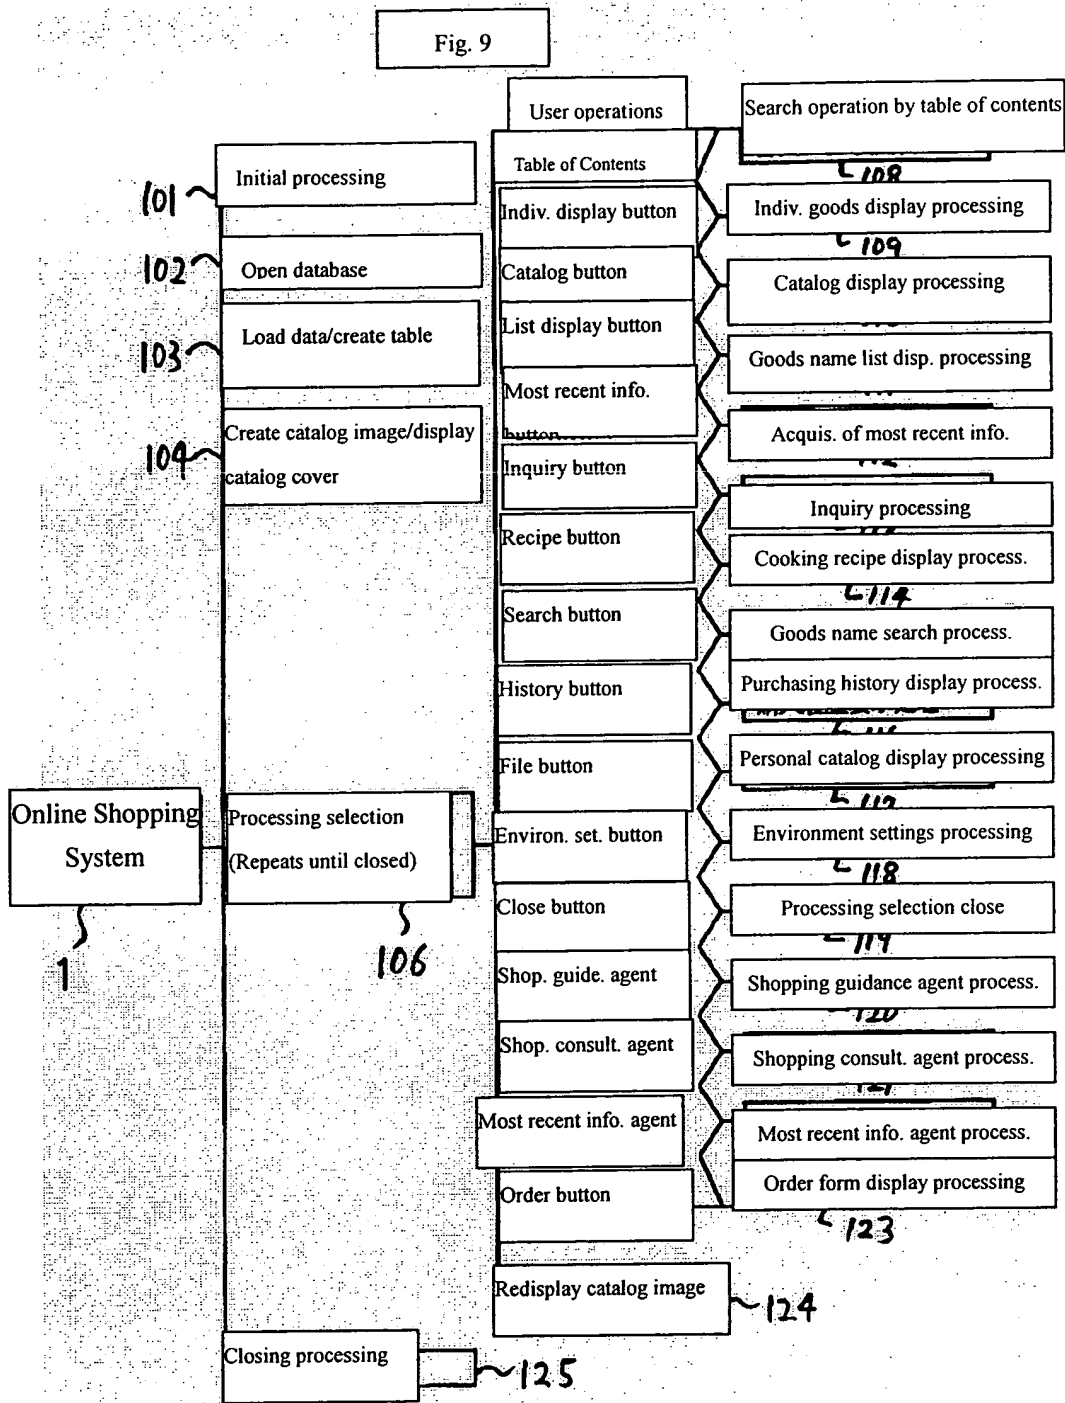 Fig. 9
User operations
Search operation by table of contents
Table of Contents
108
Initial processing
101
Indiv. display button
Indiv. goods display processing
109
Open database
102
Catalog button
Catalog display processing
Load data/create table
103
List display button
Goods name list disp. processing
Most recent info.
button
Acquis. of most recent info.
112
Create catalog image/display
catalog cover
104
Inquiry button
Inquiry processing
Recipe button
Cooking recipe display process.
114
Search button
Goods name search process.
History button
Purchasing history display process.
File button
Personal catalog display processing
117
Online Shopping
System
1
Processing selection
(Repeats until closed)
106
Environ. set. button
Environment settings processing
118
Close button
Processing selection close
119
Shop. guide. agent
Shopping guidance agent process.
120
Shop. consult. agent
Shopping consult. agent process.
121
Most recent info. agent
Most recent info. agent process.
Order button
Order form display processing
123
Redisplay catalog image
124
Closing processing
125